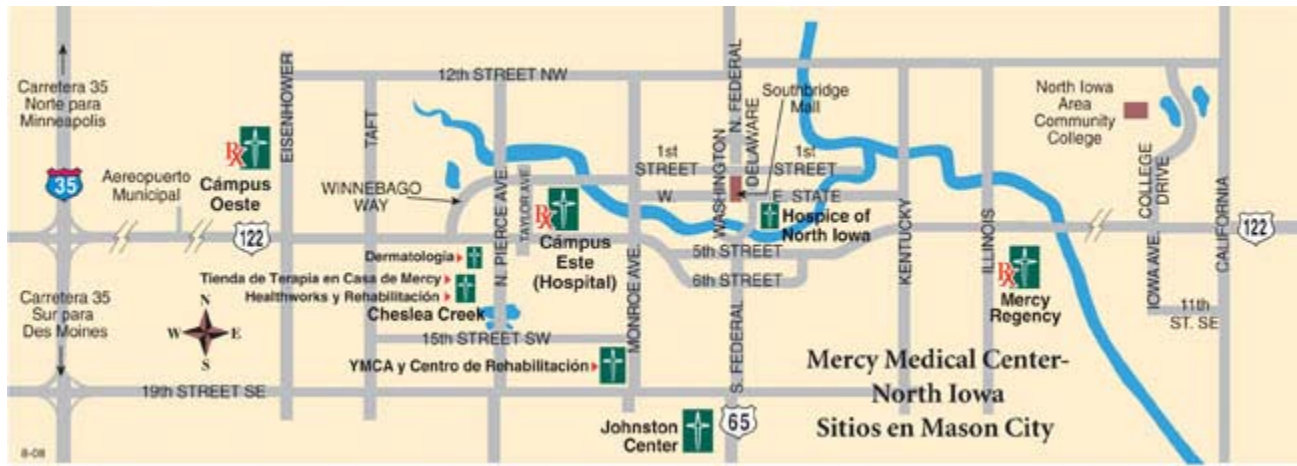 Carretera 35
Norte para
Minneapolis
35
Aereopuerto
Municipal
Rx
Cámpus
Oeste
122
EISENHOWER
TAFT
12th STREET NW
WINNEBAGO
WAY
N. PIERCE AVE.
TAYLOR AVE.
Rx
Cámpus
Este
(Hospital)
1st
STREET
W.
MONROE AVE.
WASHINGTON
N. FEDERAL
DELAWARE
Southbridge
Mall
1st
STREET
E. STATE
Hospice of
North Iowa
5th STREET
6th STREET
KENTUCKY
ILLINOIS
Rx
Mercy
Regency
North Iowa
Area
Community
College
COLLEGE
DRIVE
IOWA AVE.
CALIFORNIA
122
11th
ST. SE
Dermatología
Tienda de Terapia en Casa de Mercy
Healthworks y Rehabilitación
Cheslea Creek
15th STREET SW
YMCA y Centro de Rehabilitación
Carretera 35
Sur para
Des Moines
N
W E
S
19th STREET SE
S. FEDERAL
65
Johnston
Center
Mercy Medical Center-
North Iowa
Sitios en Mason City
8-08